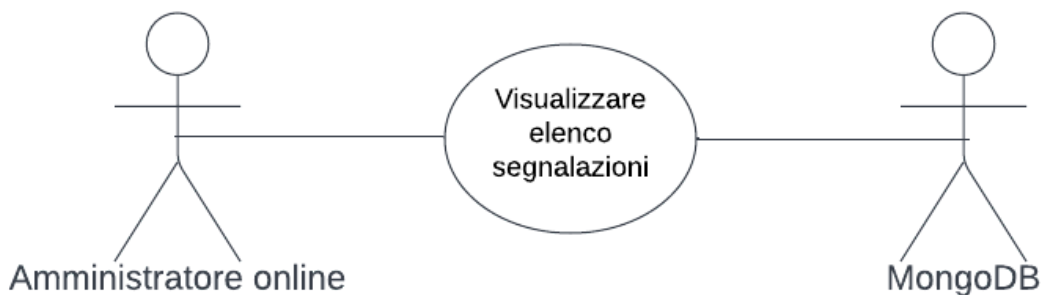 Visualizzare
elenco
segnalazioni
Amministratore online
MongoDB